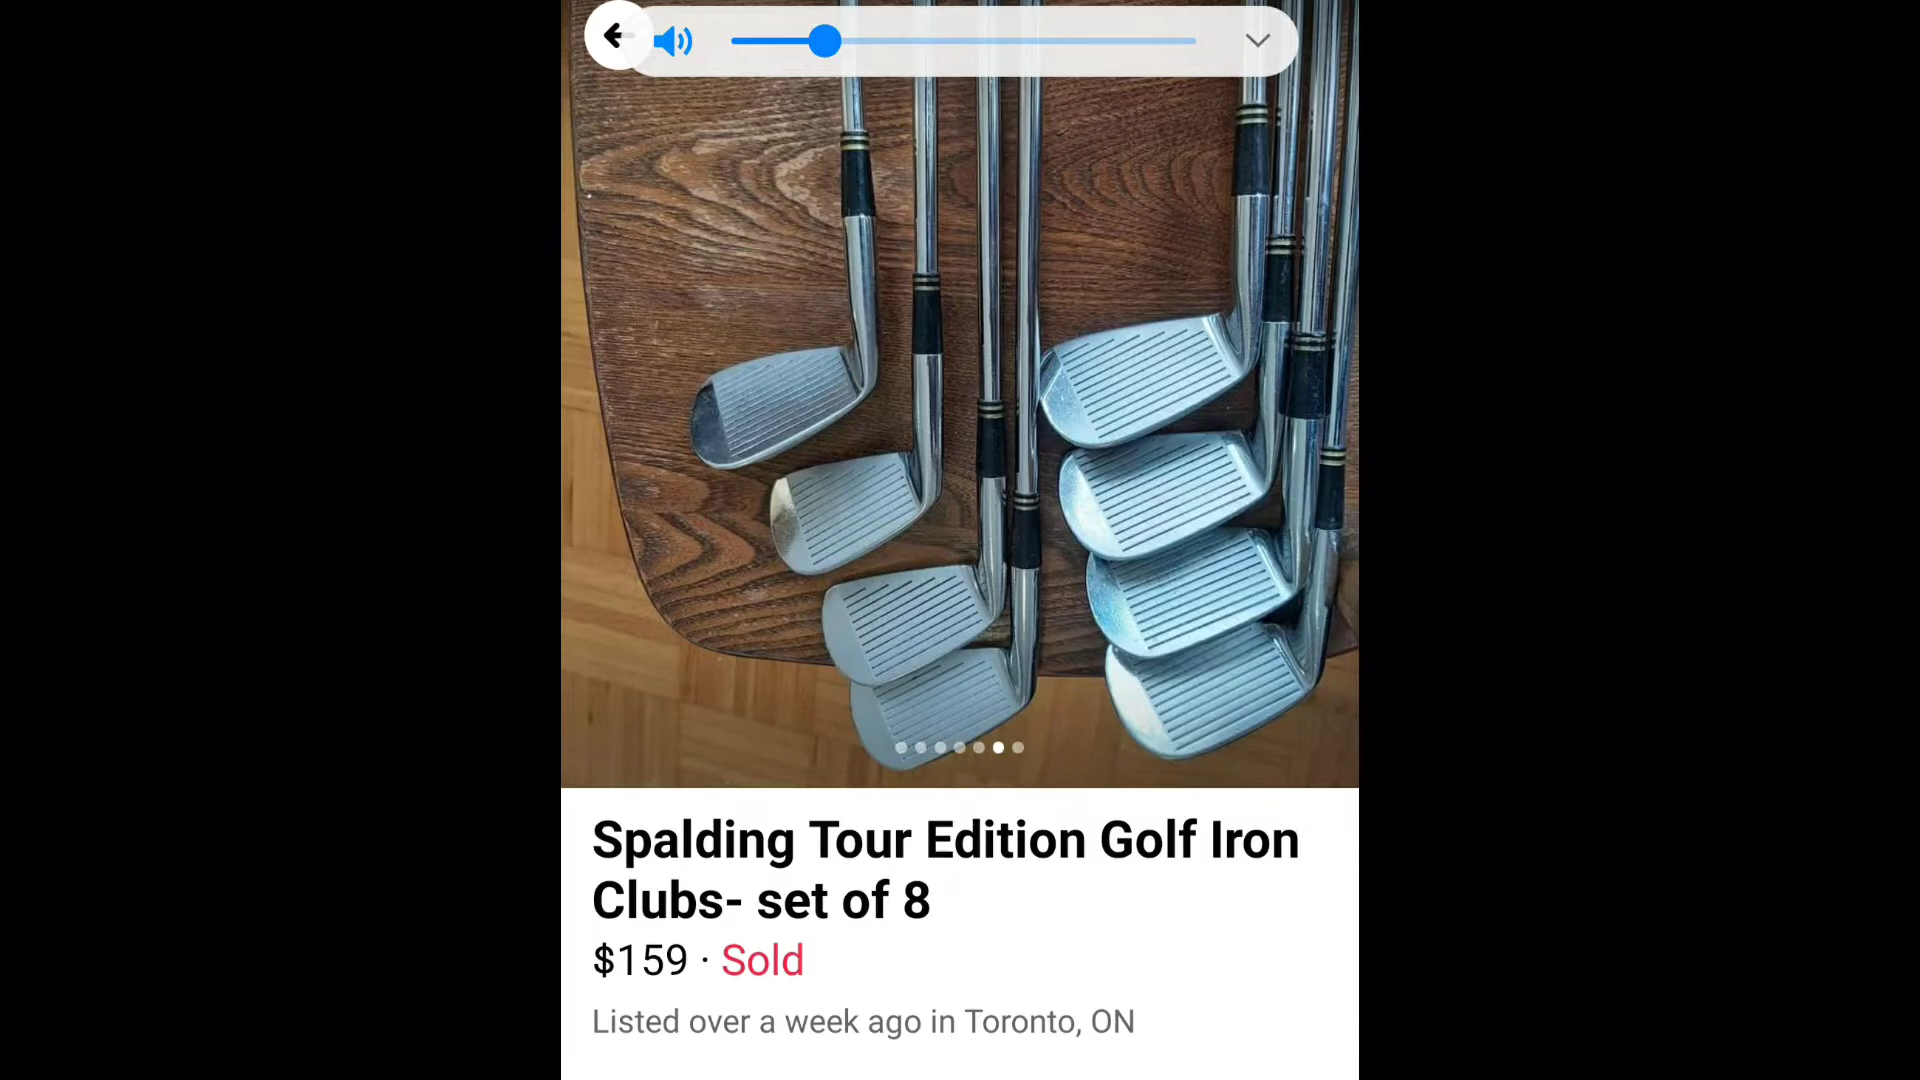 Spalding Tour Edition Golf Iron
Clubs- set of 8
$159 · Sold
Listed over a week ago in Toronto, ON